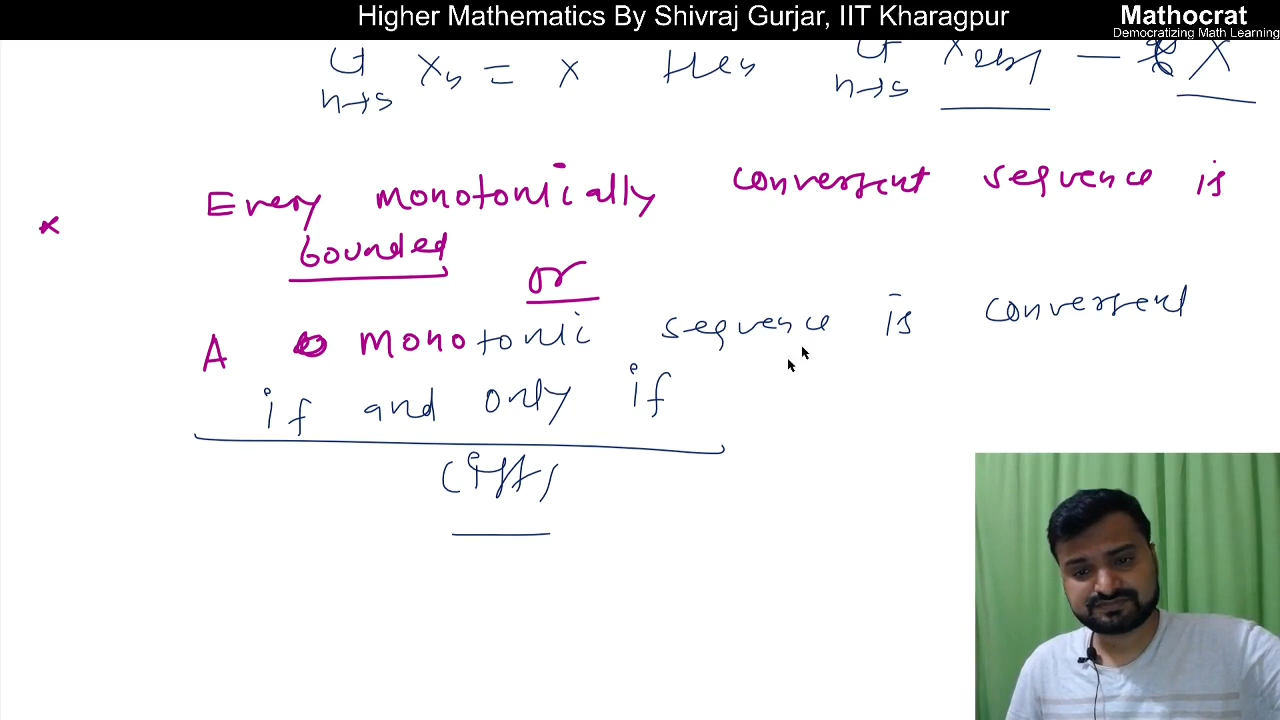 Higher Mathematics By Shivraj Gurjar, IIT Kharagpur
Mathocrat
Democratizing Math Learning
Lt n→s xₙ = x then Lt n→s
Every monotonically convergent sequence is
bounded
or
A monotonic sequence is convergent
if and only if
(iff)